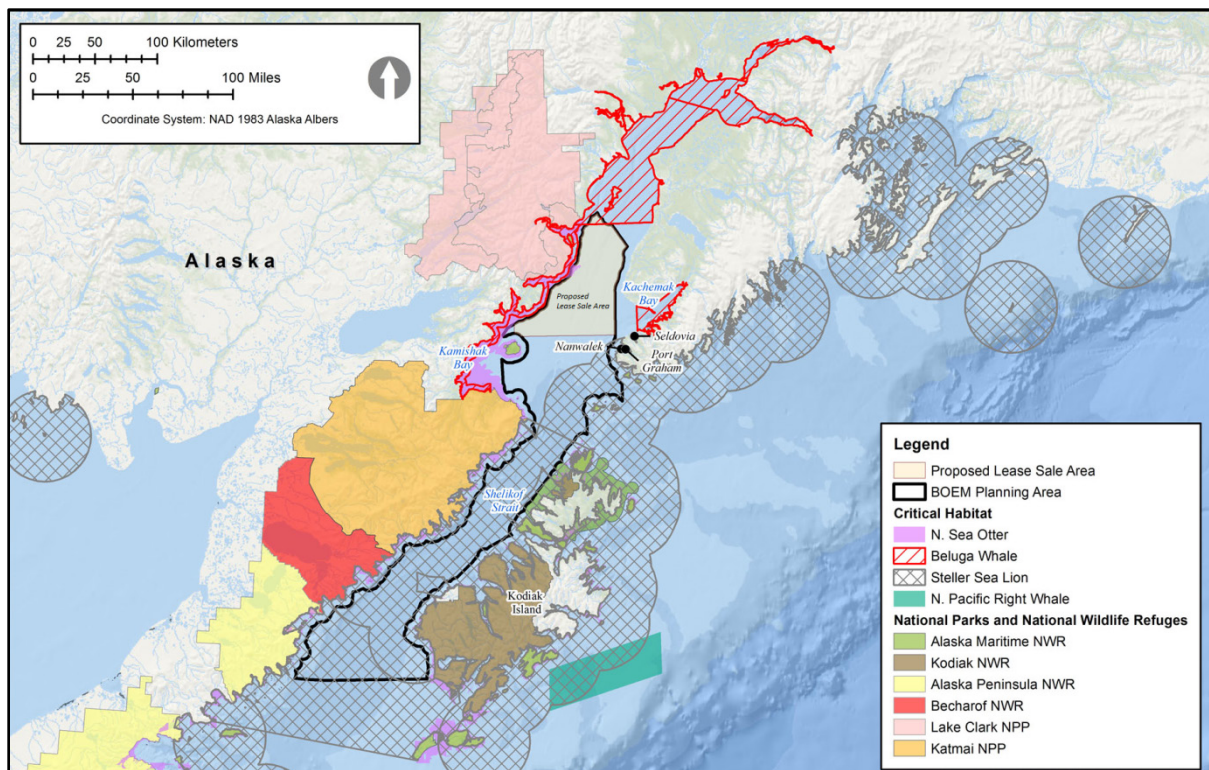 0 25 50 100 Kilometers
0 25 50 100 Miles
Coordinate System: NAD 1983 Alaska Albers
Alaska
Proposed
Lease Sale Area
Kachemak
Bay
Seldovia
Nanwalek
Port
Graham
Kamishak
Bay
Shelikof
Strait
Kodiak
Island
Legend
Proposed Lease Sale Area
BOEM Planning Area
Critical Habitat
N. Sea Otter
Beluga Whale
Steller Sea Lion
N. Pacific Right Whale
National Parks and National Wildlife Refuges
Alaska Maritime NWR
Kodiak NWR
Alaska Peninsula NWR
Becharof NWR
Lake Clark NPP
Katmai NPP